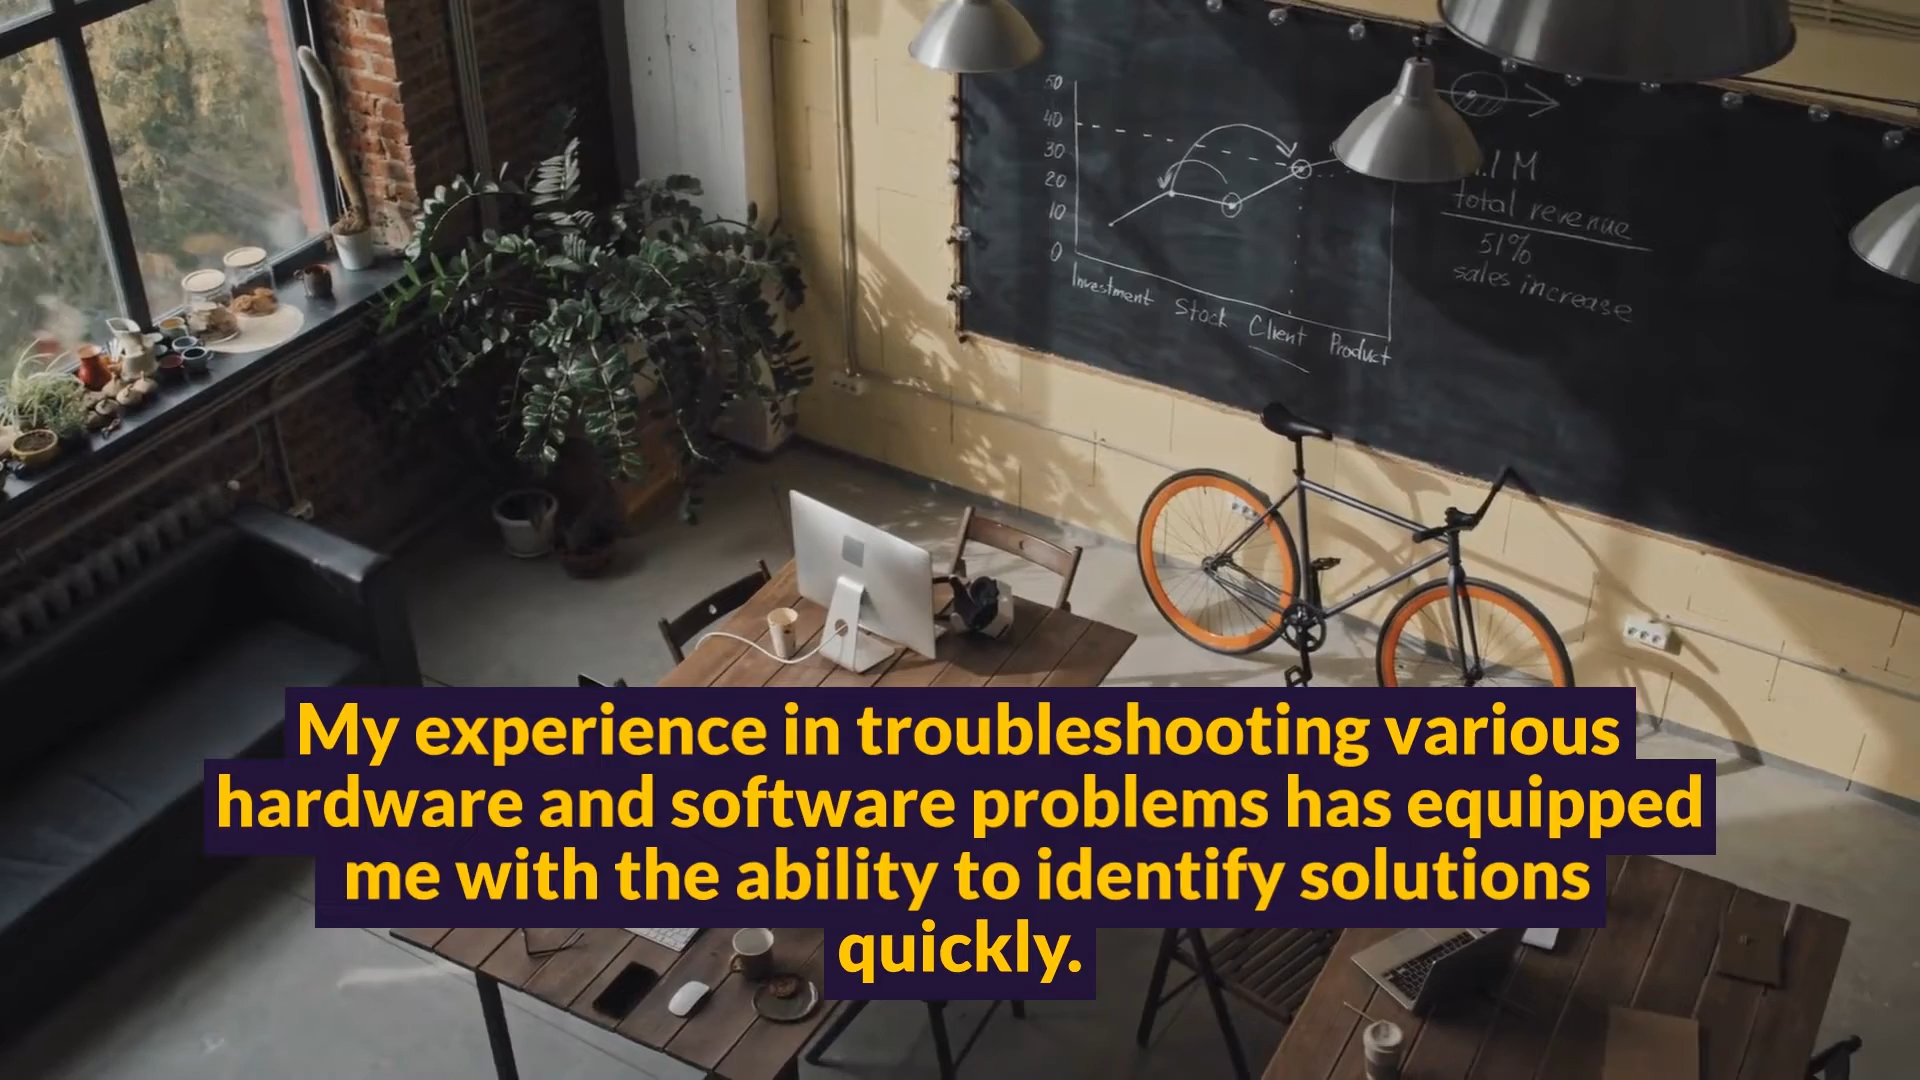 50
40
30
20
10
0
Investment Stock Client Product
1 M
total revenue
51%
sales increase
My experience in troubleshooting various
hardware and software problems has equipped
me with the ability to identify solutions
quickly.